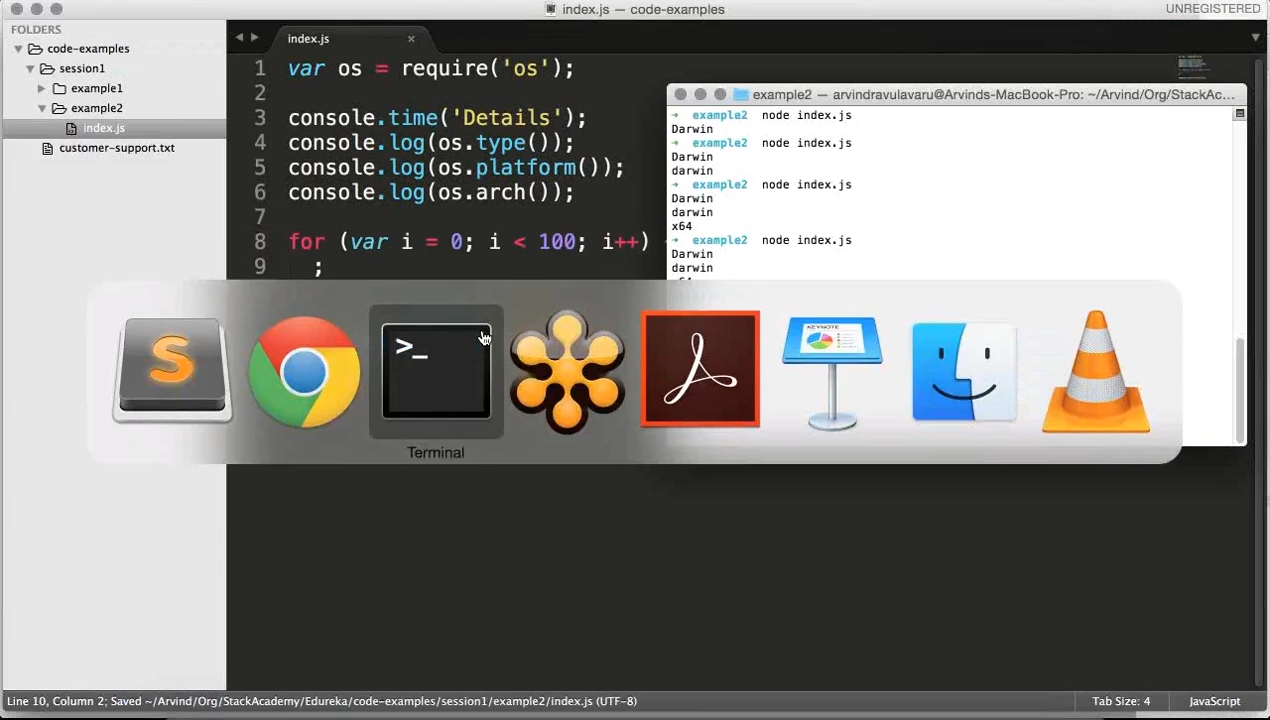 index.js — code-examples
UNREGISTERED
FOLDERS
code-examples
session1
example1
example2
index.js
customer-support.txt
index.js
1 var os = require('os');
2
3 console.time('Details');
4 console.log(os.type());
5 console.log(os.platform());
6 console.log(os.arch());
7
8 for (var i = 0; i < 100; i++)
9 ;
example2 — arvindravulavaru@Arvinds-MacBook-Pro: ~/Arvind/Org/StackAc...
➜ example2 node index.js
Darwin
➜ example2 node index.js
Darwin
darwin
➜ example2 node index.js
Darwin
darwin
x64
➜ example2 node index.js
Darwin
darwin
S
>_
KEYNOTE
Terminal
Line 10, Column 2; Saved ~/Arvind/Org/StackAcademy/Edureka/code-examples/session1/example2/index.js (UTF-8)
Tab Size: 4
JavaScript